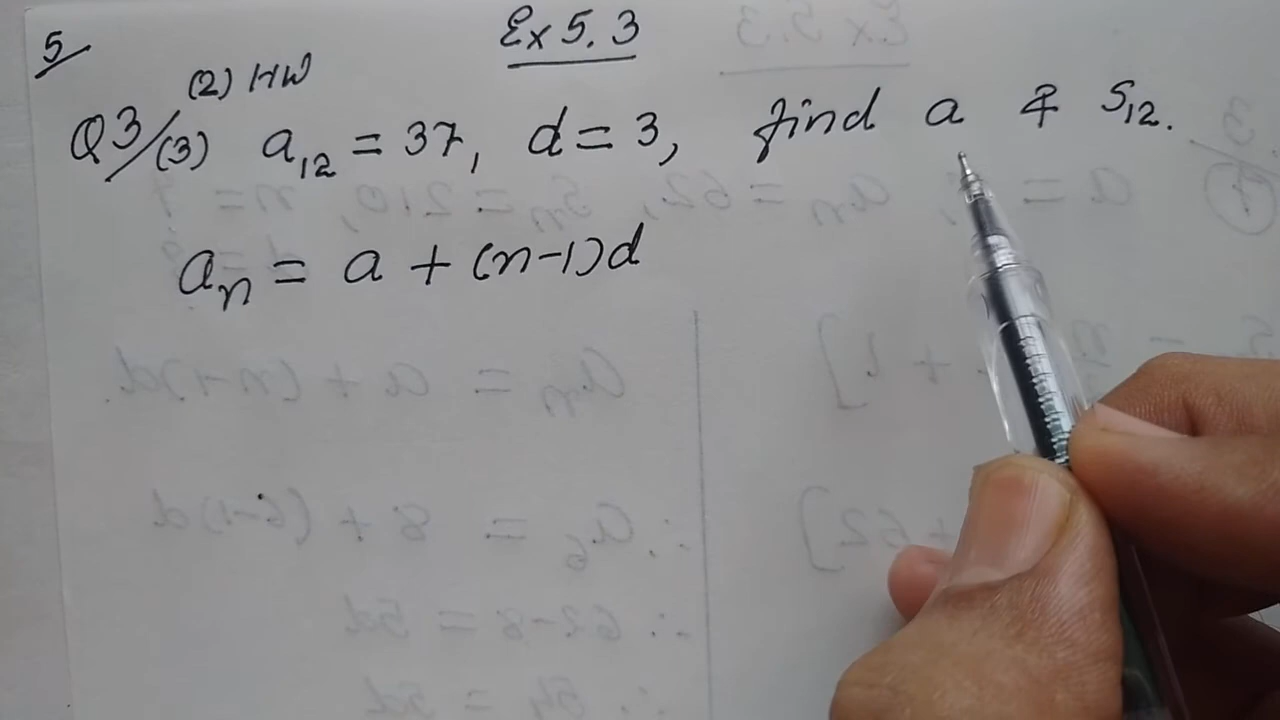 5
Ex 5.3
(2) HW
Q3/(3) a₁₂ = 37, d = 3, find a & S₁₂.
aₙ = a + (n-1)d